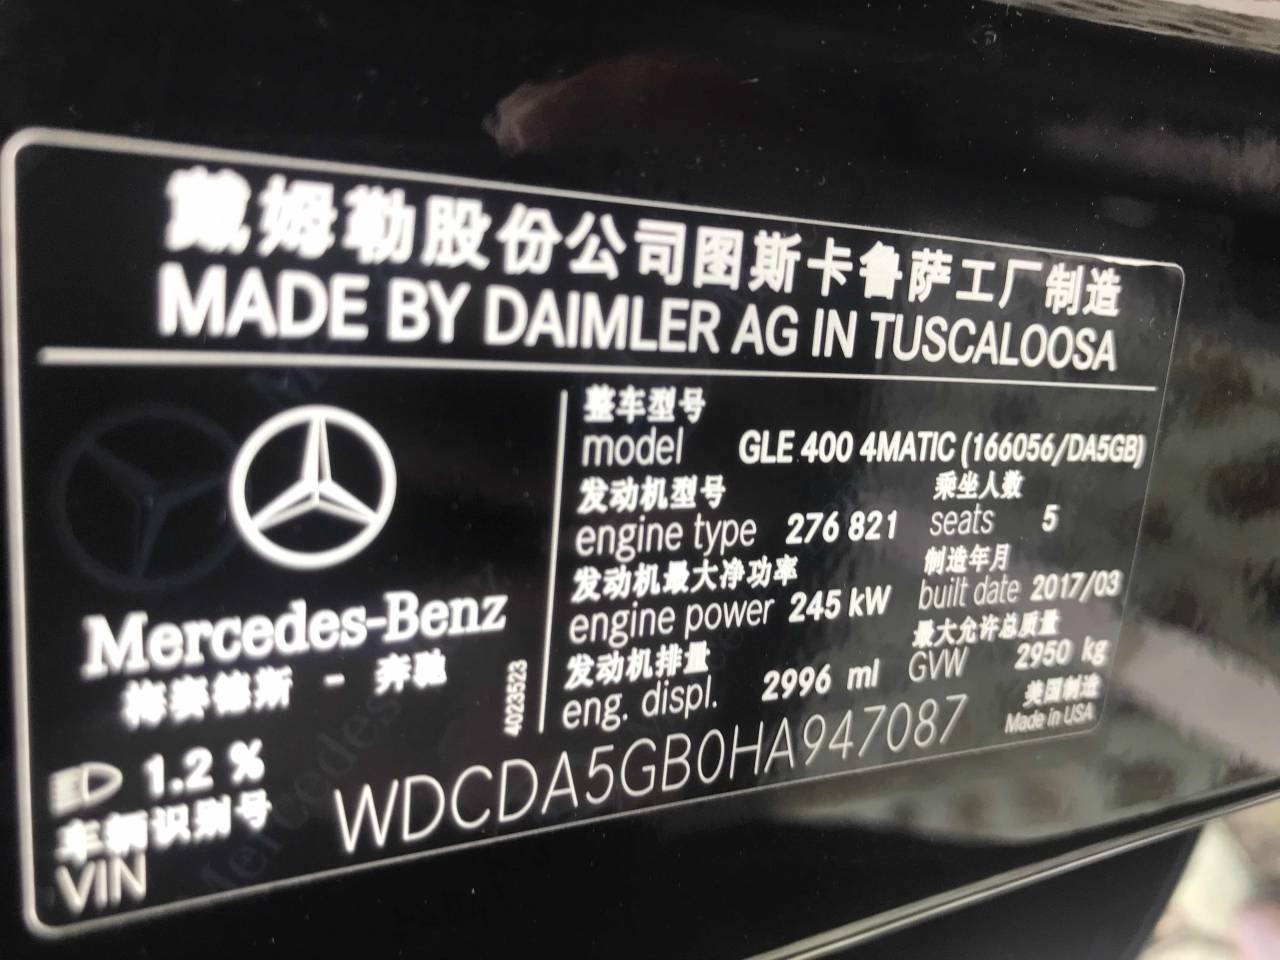 戴姆勒股份公司图斯卡鲁萨工厂制造
MADE BY DAIMLER AG IN TUSCALOOSA
Mercedes-Benz
梅赛德斯 - 奔驰
4023523
1.2 %
整车型号
model GLE 400 4MATIC (166056/DA5GB)
发动机型号 乘坐人数
engine type 276 821 seats 5
发动机最大净功率 制造年月
engine power 245 kW built date 2017/03
发动机排量 最大允许总质量
eng. displ. 2996 ml GVW 2950 kg
美国制造
Made in USA
车辆识别号
VIN WDCDA5GB0HA947087